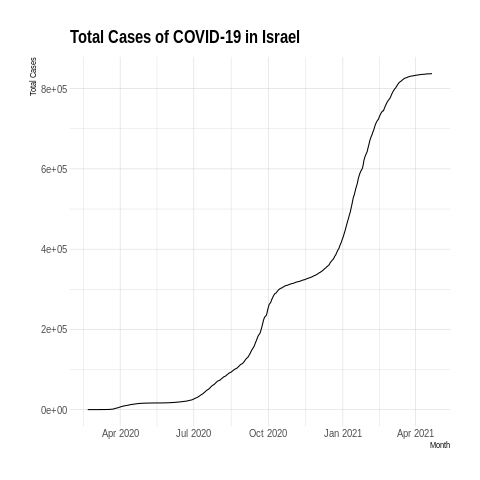 Total Cases of COVID-19 in Israel
Total Cases
8e+05
6e+05
4e+05
2e+05
0e+00
Apr 2020 Jul 2020 Oct 2020 Jan 2021 Apr 2021
Month